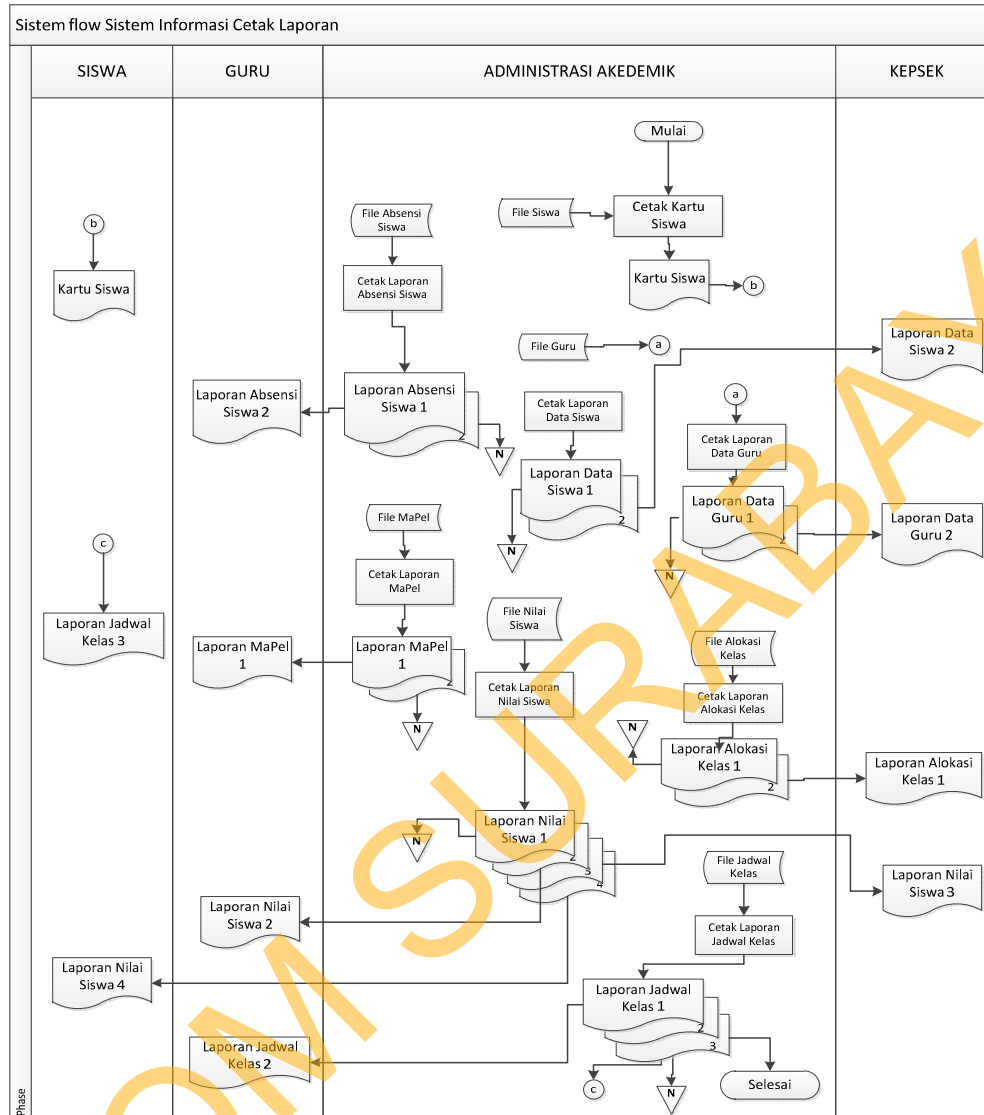 Sistem flow Sistem Informasi Cetak Laporan
SISWA
GURU
ADMINISTRASI AKEDEMIK
KEPSEK
Phase
Mulai
File Siswa
Cetak Kartu
Siswa
Kartu Siswa
b
b
Kartu Siswa
File Absensi
Siswa
Cetak Laporan
Absensi Siswa
Laporan Absensi
Siswa 1
2
N
Laporan Absensi
Siswa 2
File Guru
a
Cetak Laporan
Data Siswa
Laporan Data
Siswa 1
2
N
Laporan Data
Siswa 2
a
Cetak Laporan
Data Guru
Laporan Data
Guru 1
2
N
Laporan Data
Guru 2
File MaPel
Cetak Laporan
MaPel
Laporan MaPel
1
2
N
Laporan MaPel
1
c
Laporan Jadwal
Kelas 3
File Nilai
Siswa
Cetak Laporan
Nilai Siswa
Laporan Nilai
Siswa 1
2
3
4
N
Laporan Nilai
Siswa 2
Laporan Nilai
Siswa 3
Laporan Nilai
Siswa 4
File Alokasi
Kelas
Cetak Laporan
Alokasi Kelas
Laporan Alokasi
Kelas 1
2
N
Laporan Alokasi
Kelas 1
File Jadwal
Kelas
Cetak Laporan
Jadwal Kelas
Laporan Jadwal
Kelas 1
2
3
c
N
Selesai
Laporan Jadwal
Kelas 2
OM SURABAY